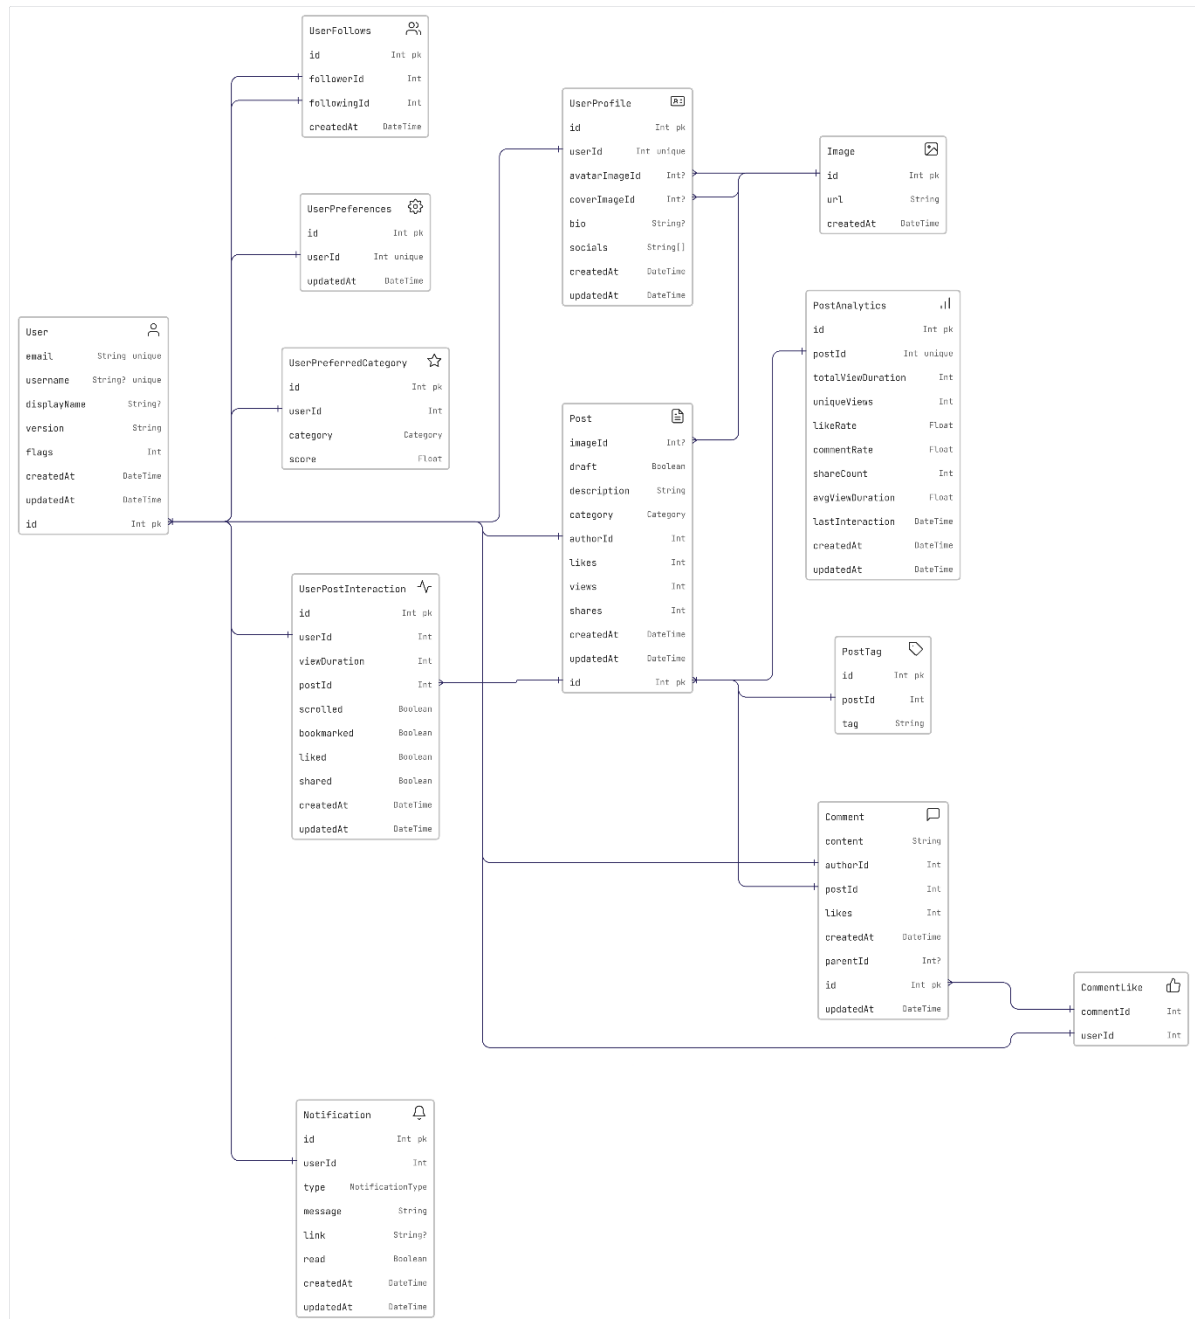 UserFollows
id Int pk
followerId Int
followingId Int
createdAt DateTime
UserProfile
id Int pk
userId Int unique
avatarImageId Int?
coverImageId Int?
bio String?
socials String[]
createdAt DateTime
updatedAt DateTime
Image
id Int pk
url String
createdAt DateTime
UserPreferences
id Int pk
userId Int unique
updatedAt DateTime
PostAnalytics
id Int pk
postId Int unique
totalViewDuration Int
uniqueViews Int
likeRate Float
commentRate Float
shareCount Int
avgViewDuration Float
lastInteraction DateTime
createdAt DateTime
updatedAt DateTime
User
email String unique
username String? unique
displayName String?
version String
flags Int
createdAt DateTime
updatedAt DateTime
id Int pk
UserPreferredCategory
id Int pk
userId Int
category Category
score Float
Post
imageId Int?
draft Boolean
description String
category Category
authorId Int
likes Int
views Int
shares Int
createdAt DateTime
updatedAt DateTime
id Int pk
UserPostInteraction
id Int pk
userId Int
viewDuration Int
postId Int
scrolled Boolean
bookmarked Boolean
liked Boolean
shared Boolean
createdAt DateTime
updatedAt DateTime
PostTag
id Int pk
postId Int
tag String
Comment
content String
authorId Int
postId Int
likes Int
createdAt DateTime
parentId Int?
id Int pk
updatedAt DateTime
CommentLike
commentId Int
userId Int
Notification
id Int pk
userId Int
type NotificationType
message String
link String?
read Boolean
createdAt DateTime
updatedAt DateTime